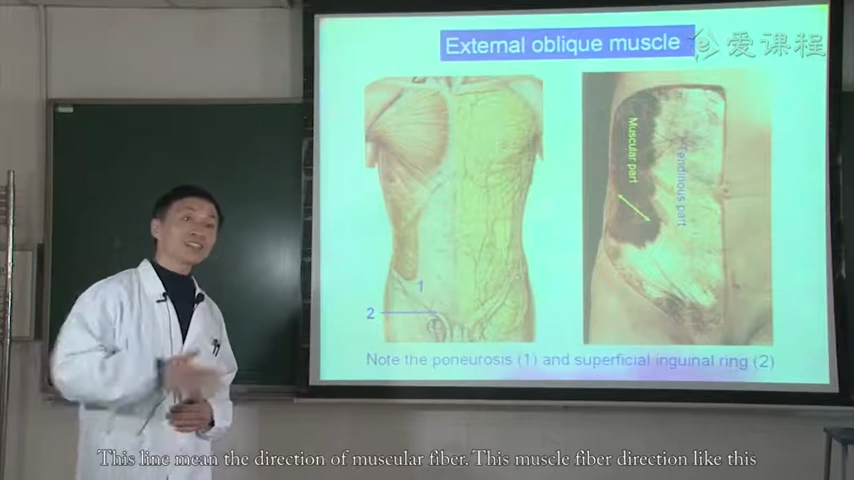 External oblique muscle
爱课程
Muscular part
Tendinous part
1
2
Note the poneurosis (1) and superficial inguinal ring (2)
This line mean the direction of muscular fiber. This muscle fiber direction like this